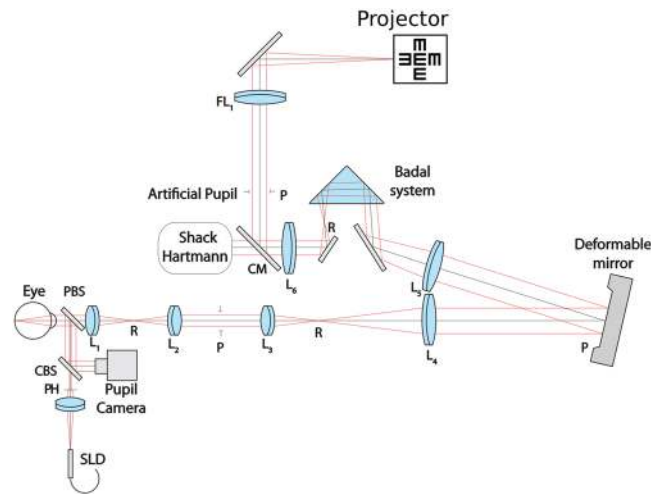 Projector
M
E
M E E E M
E
FL1
Artificial Pupil
P
Badal
system
Shack
Hartmann
R
CM
L6
Deformable
mirror
L5
Eye
PBS
R
R
P
L1
L2
P
L3
L4
CBS
PH
Pupil
Camera
SLD